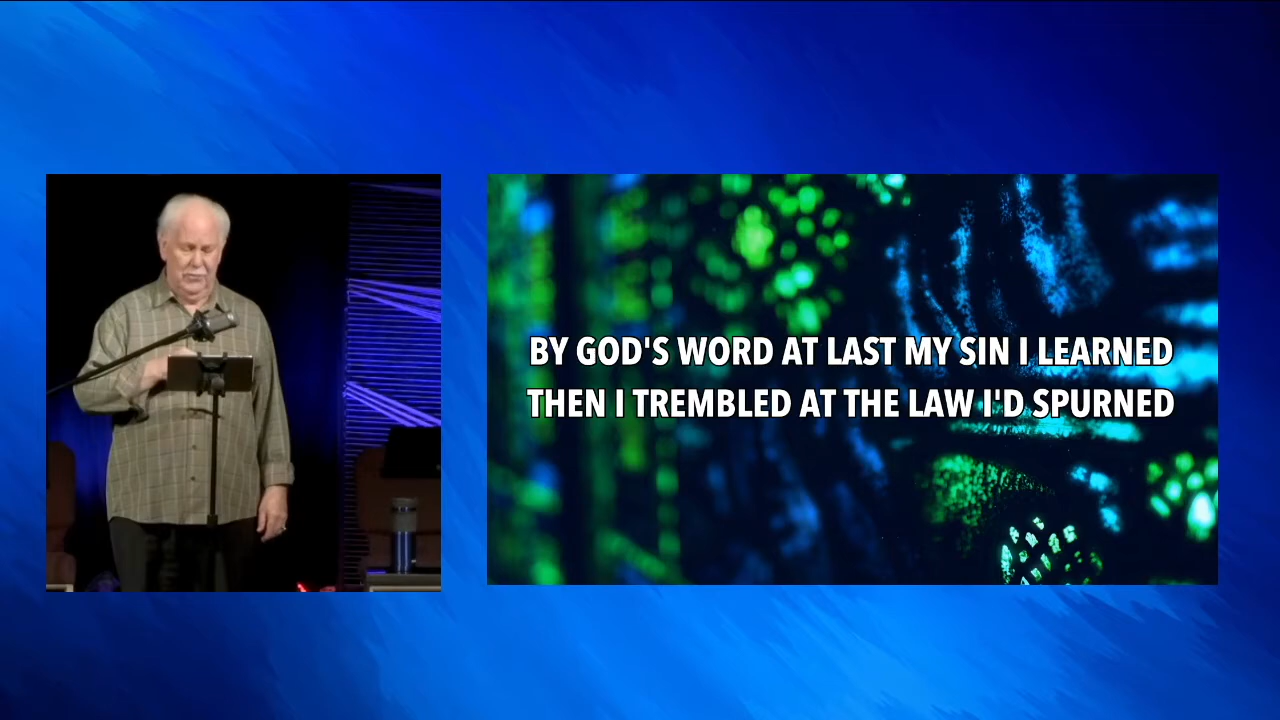 BY GOD'S WORD AT LAST MY SIN I LEARNED
THEN I TREMBLED AT THE LAW I'D SPURNED